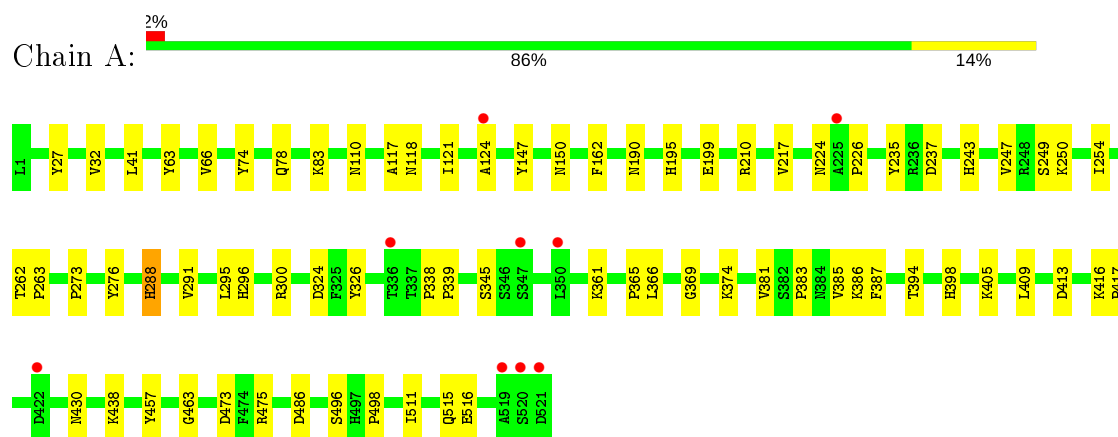 2%
Chain A:
86% 14%
L1 Y27 V32 L41 Y63 V66 Y74 Q78 K83 N110 A117 N118 I121 A124 Y147 N150 F162 N190 H195 E199 R210 V217 N224 A225 P226 Y235 R236 D237 H243 V247 R248 S249 K250 I254
T262 P263 P273 Y276 H288 V291 L295 H296 R300 D324 F325 Y326 T336 T337 P338 P339 S345 S346 S347 L350 K361 P365 L366 G369 K374 V381 S382 P383 N384 V385 K386 F387 T394 H398 K405 L409 D413 K416
D422 N430 K438 Y457 G463 D473 F474 R475 D486 S496 H497 P498 I511 Q515 E516 A519 S520 D521